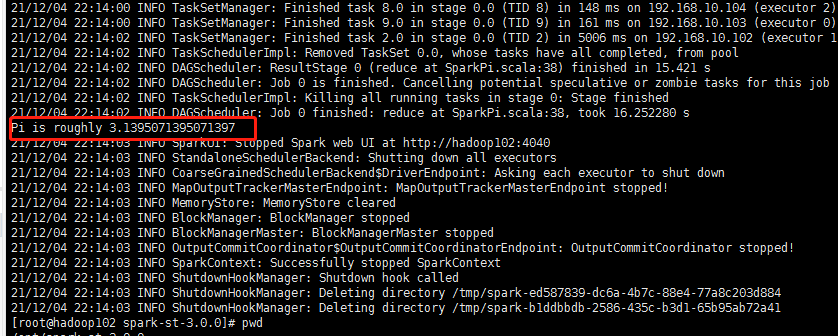 21/12/04 22:14:00 INFO TaskSetManager: Finished task 8.0 in stage 0.0 (TID 8) in 148 ms on 192.168.10.104 (executor 2)
21/12/04 22:14:00 INFO TaskSetManager: Finished task 9.0 in stage 0.0 (TID 9) in 161 ms on 192.168.10.103 (executor 0)
21/12/04 22:14:02 INFO TaskSetManager: Finished task 2.0 in stage 0.0 (TID 2) in 5006 ms on 192.168.10.102 (executor 1
21/12/04 22:14:02 INFO TaskSchedulerImpl: Removed TaskSet 0.0, whose tasks have all completed, from pool
21/12/04 22:14:02 INFO DAGScheduler: ResultStage 0 (reduce at SparkPi.scala:38) finished in 15.421 s
21/12/04 22:14:02 INFO DAGScheduler: Job 0 is finished. Cancelling potential speculative or zombie tasks for this job
21/12/04 22:14:02 INFO TaskSchedulerImpl: Killing all running tasks in stage 0: Stage finished
21/12/04 22:14:02 INFO DAGScheduler: Job 0 finished: reduce at SparkPi.scala:38, took 16.252280 s
Pi is roughly 3.1395071395071397
21/12/04 22:14:03 INFO SparkUI: Stopped Spark web UI at http://hadoop102:4040
21/12/04 22:14:03 INFO StandaloneSchedulerBackend: Shutting down all executors
21/12/04 22:14:03 INFO CoarseGrainedSchedulerBackend$DriverEndpoint: Asking each executor to shut down
21/12/04 22:14:03 INFO MapOutputTrackerMasterEndpoint: MapOutputTrackerMasterEndpoint stopped!
21/12/04 22:14:03 INFO MemoryStore: MemoryStore cleared
21/12/04 22:14:03 INFO BlockManager: BlockManager stopped
21/12/04 22:14:03 INFO BlockManagerMaster: BlockManagerMaster stopped
21/12/04 22:14:03 INFO OutputCommitCoordinator$OutputCommitCoordinatorEndpoint: OutputCommitCoordinator stopped!
21/12/04 22:14:03 INFO SparkContext: Successfully stopped SparkContext
21/12/04 22:14:03 INFO ShutdownHookManager: Shutdown hook called
21/12/04 22:14:03 INFO ShutdownHookManager: Deleting directory /tmp/spark-ed587839-dc6a-4b7c-88e4-77a8c203d884
21/12/04 22:14:03 INFO ShutdownHookManager: Deleting directory /tmp/spark-b1ddbbdb-2586-435c-b3d1-65b95ab72a41
[root@hadoop102 spark-st-3.0.0]# pwd